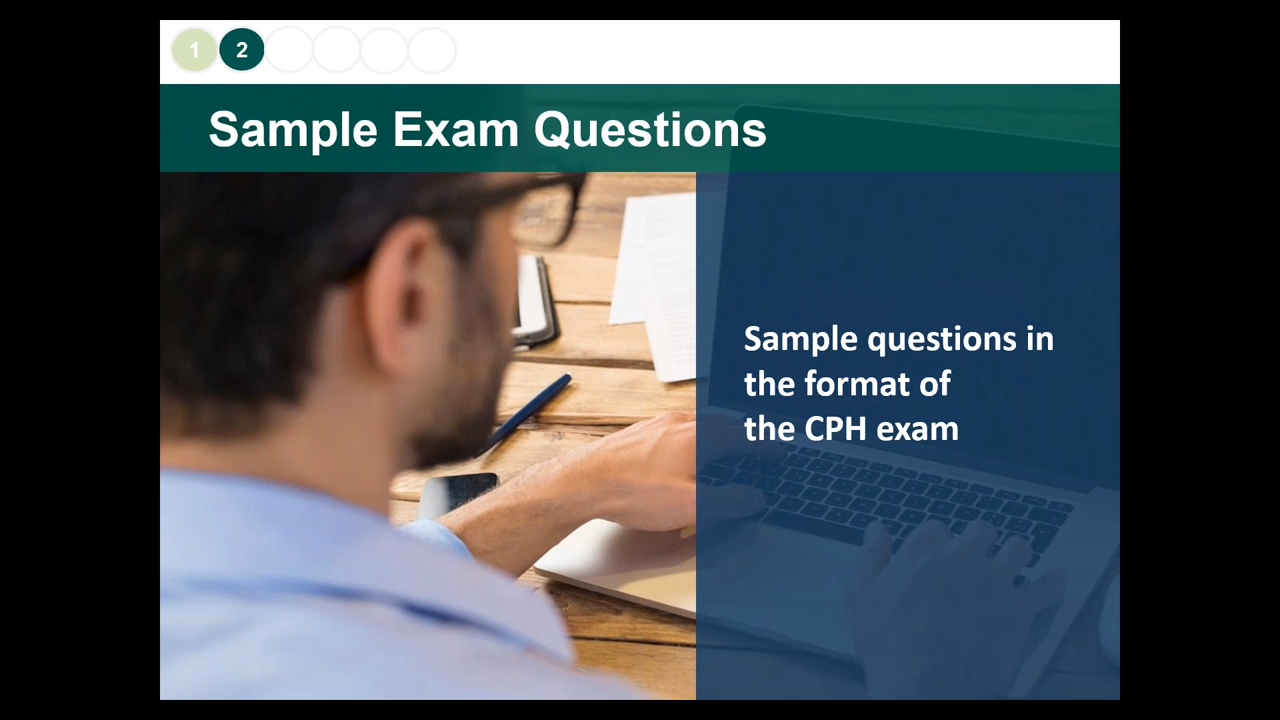 1 2
Sample Exam Questions
Sample questions in
the format of
the CPH exam